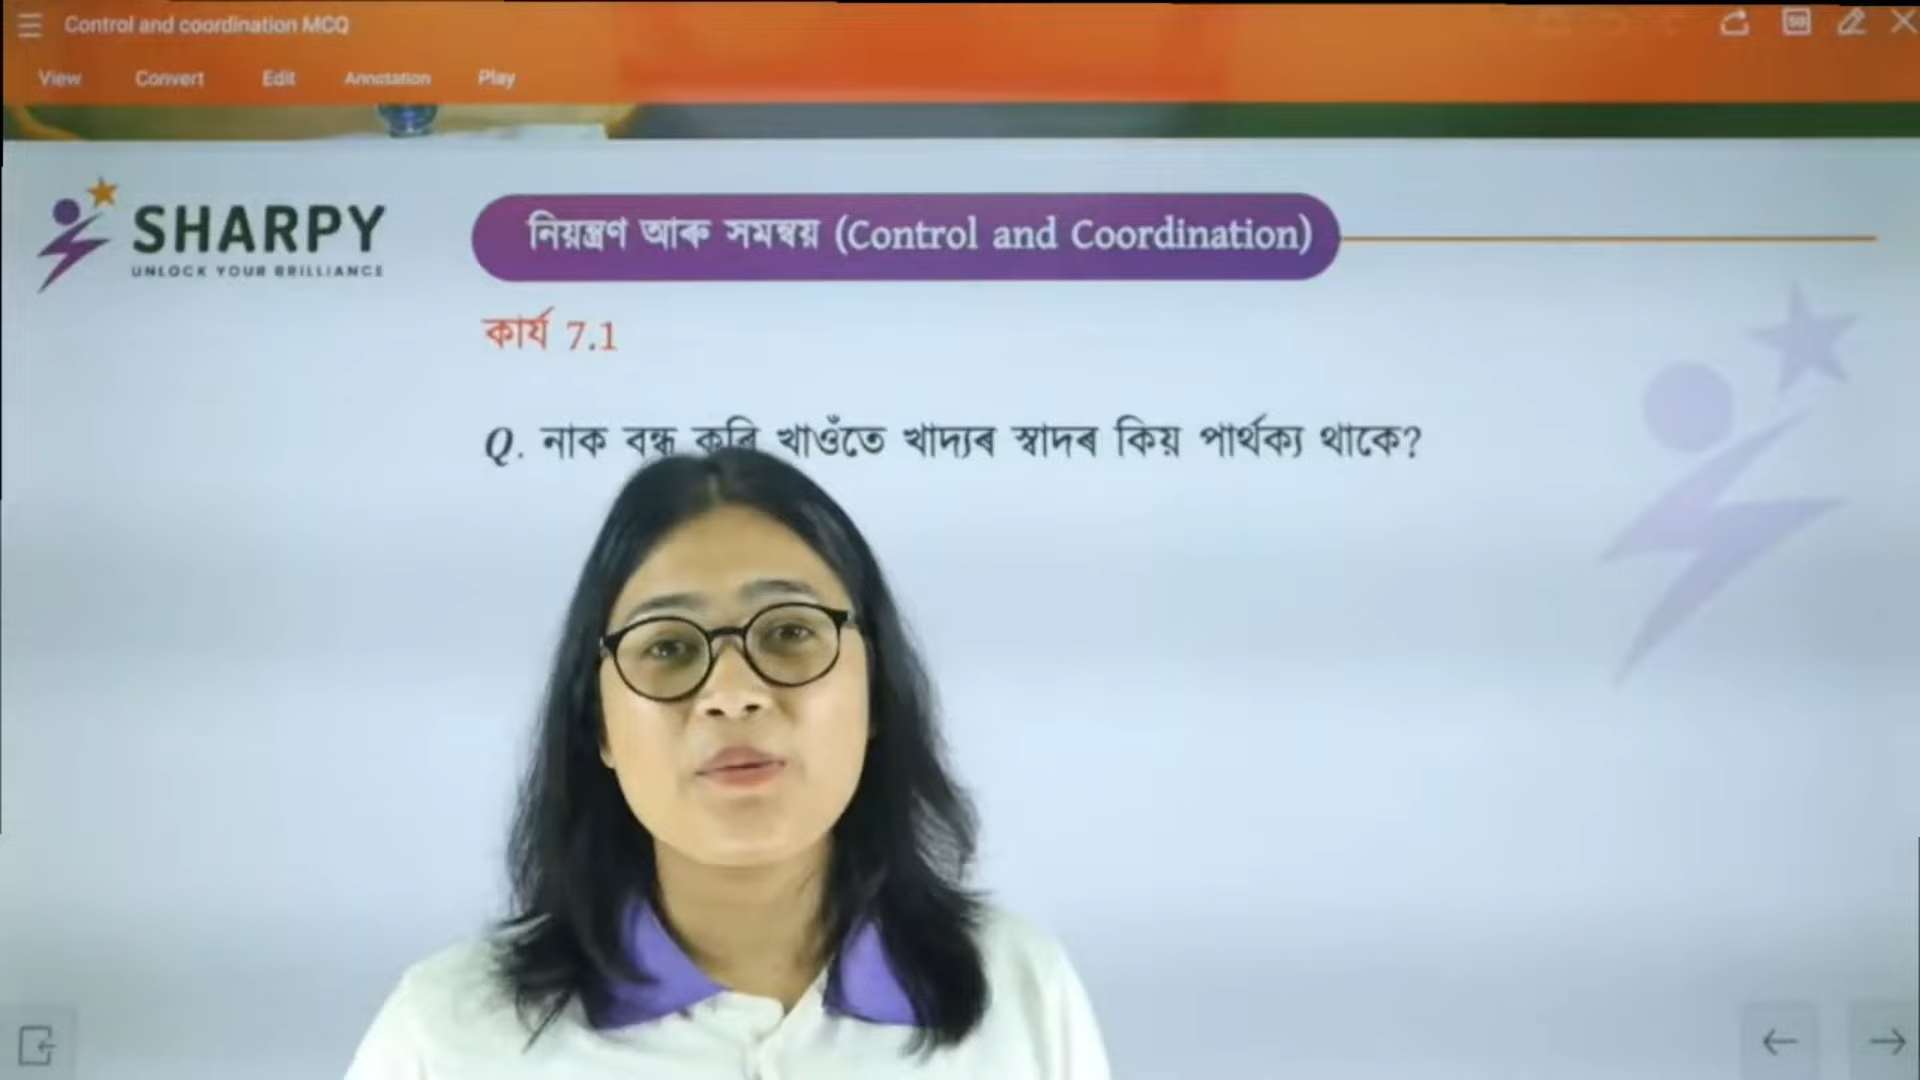 Control and coordination MCQ
View Convert Edit Annotation Play
SHARPY
UNLOCK YOUR BRILLIANCE
নিয়ন্ত্ৰণ আৰু সমন্বয় (Control and Coordination)
কাৰ্য 7.1
Q. নাক বন্ধ কৰি খাওঁতে খাদ্যৰ স্বাদৰ কিয় পাৰ্থক্য থাকে?